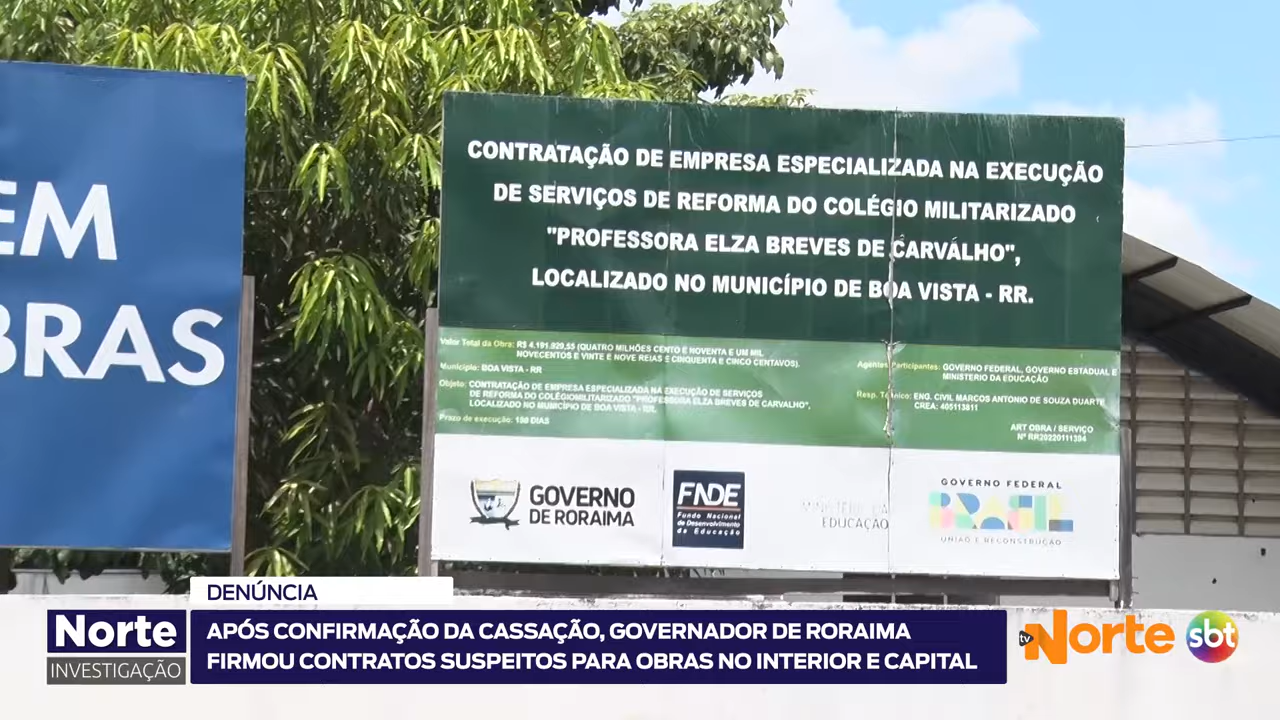 EM
BRAS
CONTRATAÇÃO DE EMPRESA ESPECIALIZADA NA EXECUÇÃO
DE SERVIÇOS DE REFORMA DO COLÉGIO MILITARIZADO
"PROFESSORA ELZA BREVES DE CARVALHO",
LOCALIZADO NO MUNICÍPIO DE BOA VISTA - RR.
Valor Total da Obra: R$ 4.191.929,55 (QUATRO MILHÕES CENTO E NOVENTA E UM MIL
NOVECENTOS E VINTE E NOVE REIAS E CINQUENTA E CINCO CENTAVOS).
Município: BOA VISTA - RR
Objeto: CONTRATAÇÃO DE EMPRESA ESPECIALIZADA NA EXECUÇÃO DE SERVIÇOS
DE REFORMA DO COLÉGIOMILITARIZADO "PROFESSORA ELZA BREVES DE CARVALHO",
LOCALIZADO NO MUNICÍPIO DE BOA VISTA - RR.
Prazo de execução: DIAS
Agentes Participantes: GOVERNO FEDERAL, GOVERNO ESTADUAL E
MINISTERIO DA EDUCAÇÃO
Resp. Técnico: ENG. CIVIL MARCOS ANTONIO DE SOUZA DUARTE
CREA: 405113811
ART OBRA / SERVIÇO
Nº RR20220111394
GOVERNO
DE RORAIMA
FNDE
Fundo Nacional
de Desenvolvimento
da Educação
MINISTÉRIO DA
EDUCAÇÃO
GOVERNO FEDERAL
BRASIL
UNIÃO E RECONSTRUÇÃO
DENÚNCIA
Norte
INVESTIGAÇÃO
APÓS CONFIRMAÇÃO DA CASSAÇÃO, GOVERNADOR DE RORAIMA
FIRMOU CONTRATOS SUSPEITOS PARA OBRAS NO INTERIOR E CAPITAL
tv Norte sbt